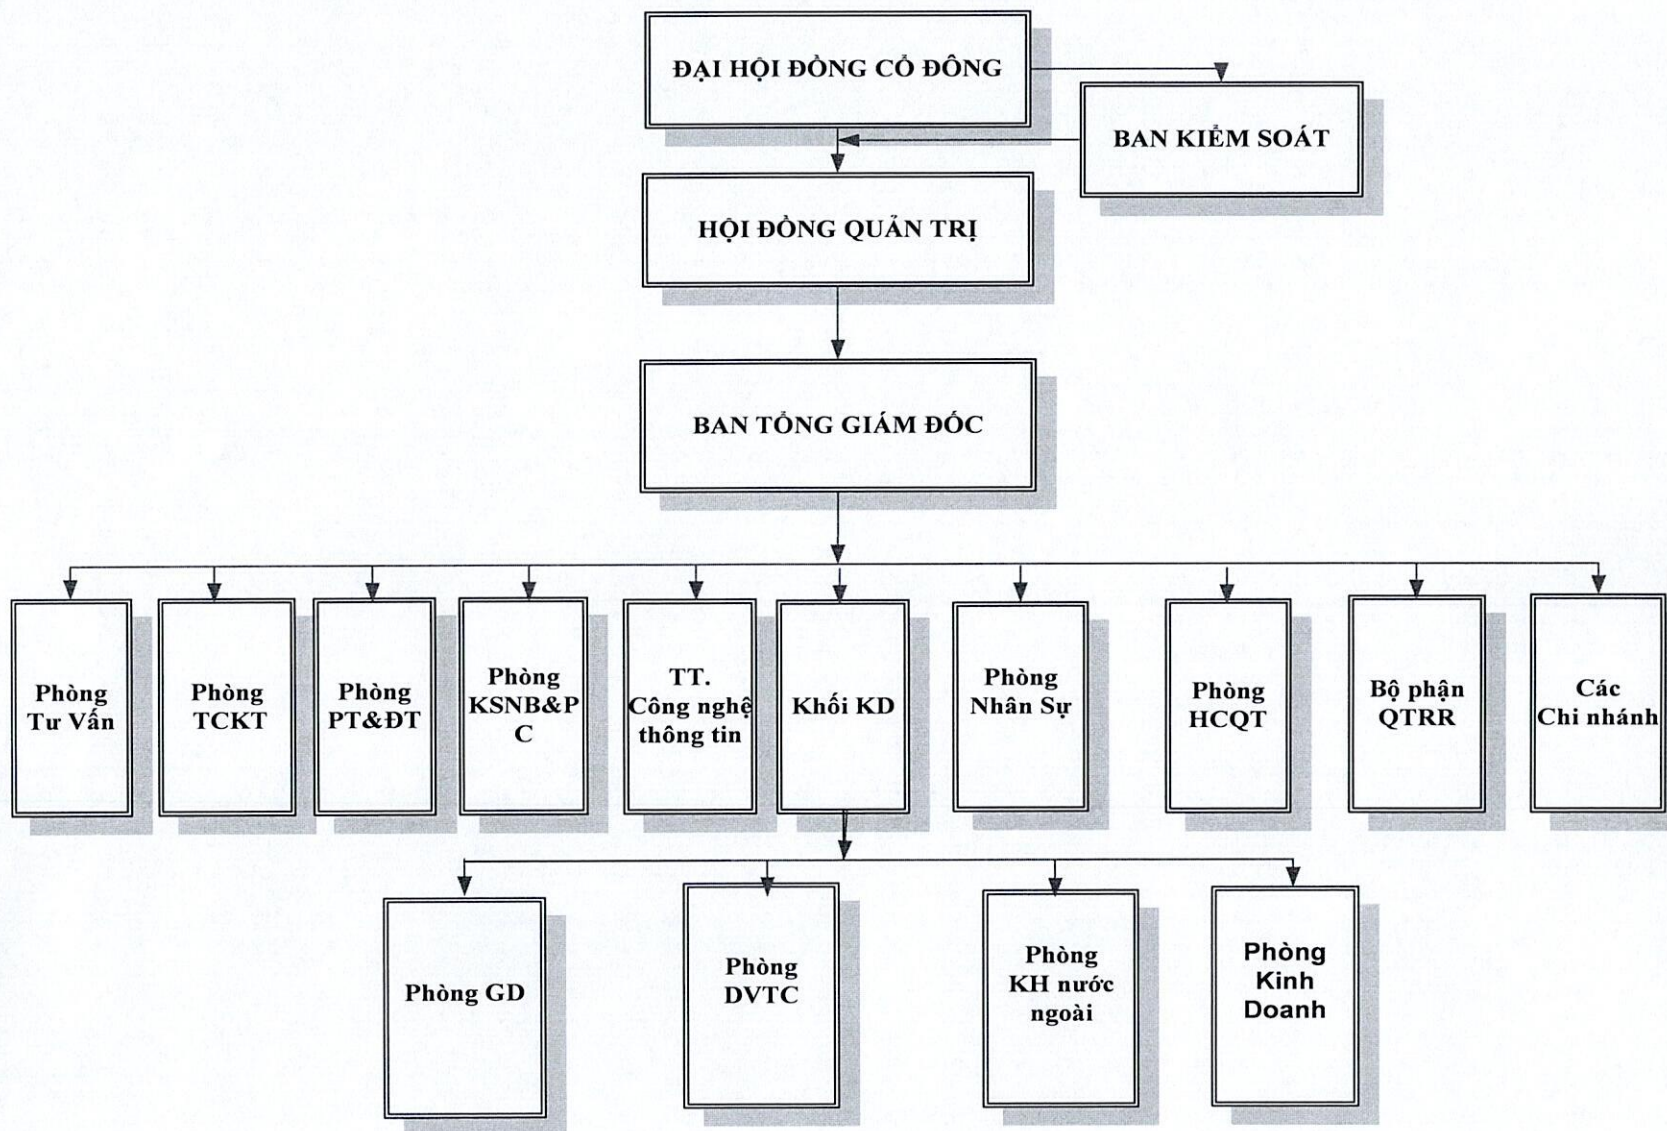 ĐẠI HỘI ĐỒNG CỔ ĐÔNG
BAN KIỂM SOÁT
HỘI ĐỒNG QUẢN TRỊ
BAN TỔNG GIÁM ĐỐC
Phòng
Tư Vấn
Phòng
TCKT
Phòng
PT&ĐT
Phòng
KSNB&P
C
TT.
Công nghệ
thông tin
Khối KD
Phòng
Nhân Sự
Phòng
HCQT
Bộ phận
QTRR
Các
Chi nhánh
Phòng GD
Phòng
DVTC
Phòng
KH nước
ngoài
Phòng
Kinh
Doanh